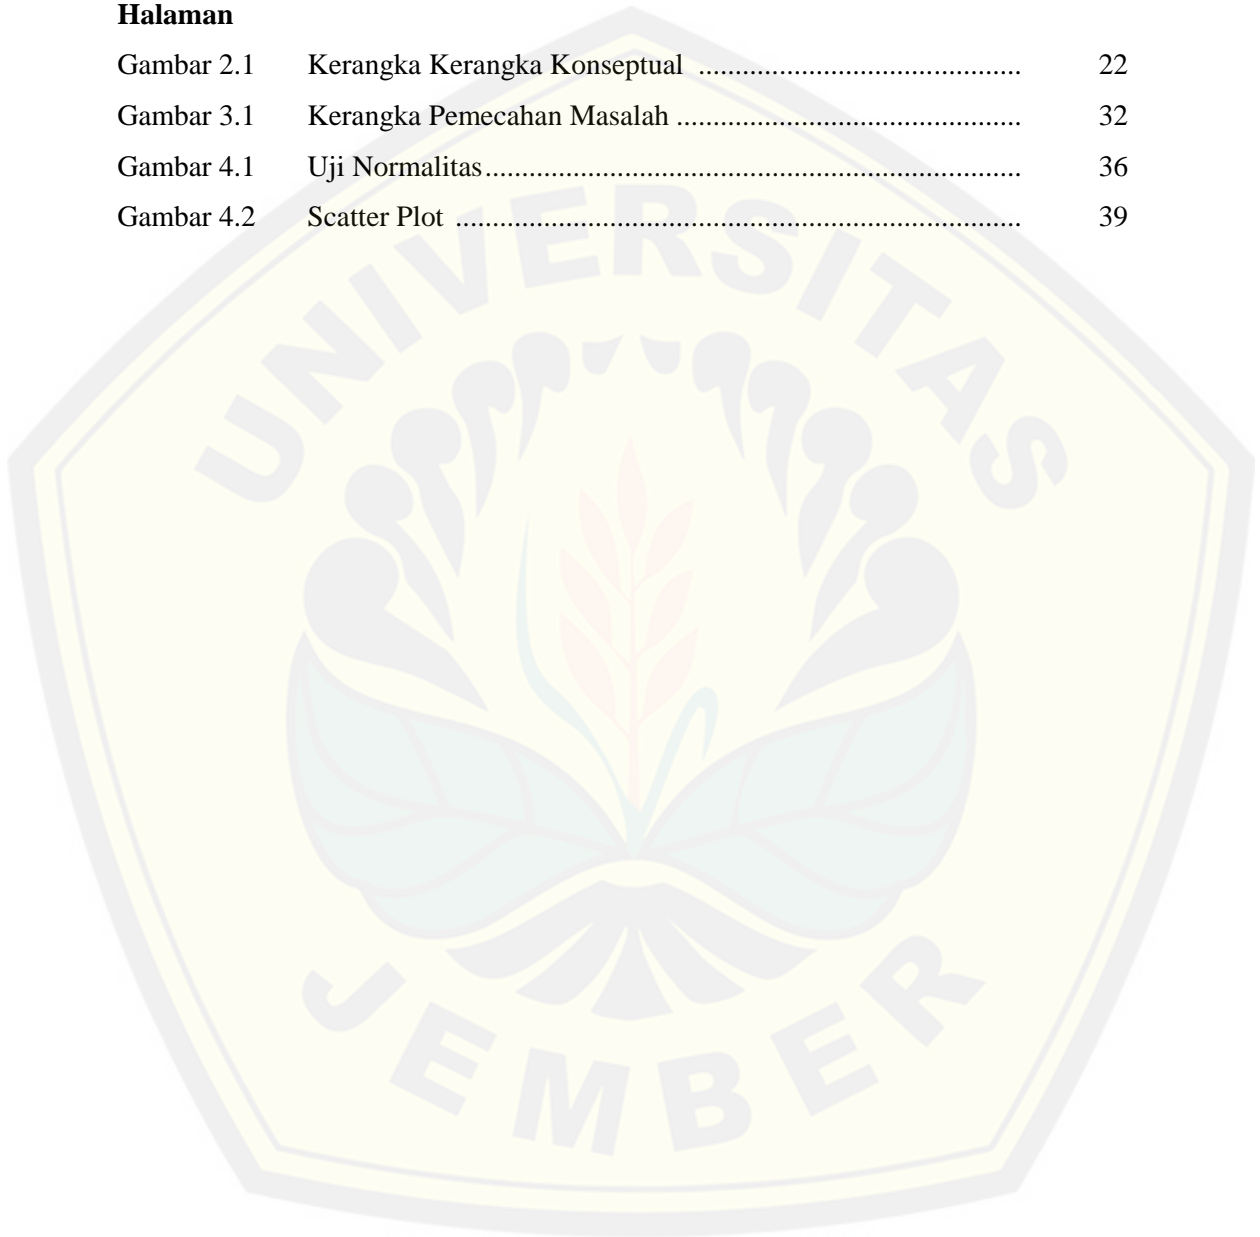 Halaman
Gambar 2.1 Kerangka Kerangka Konseptual ............................................ 22
Gambar 3.1 Kerangka Pemecahan Masalah ............................................... 32
Gambar 4.1 Uji Normalitas......................................................................... 36
Gambar 4.2 Scatter Plot ............................................................................. 39
UNIVERSITAS
JEMBER